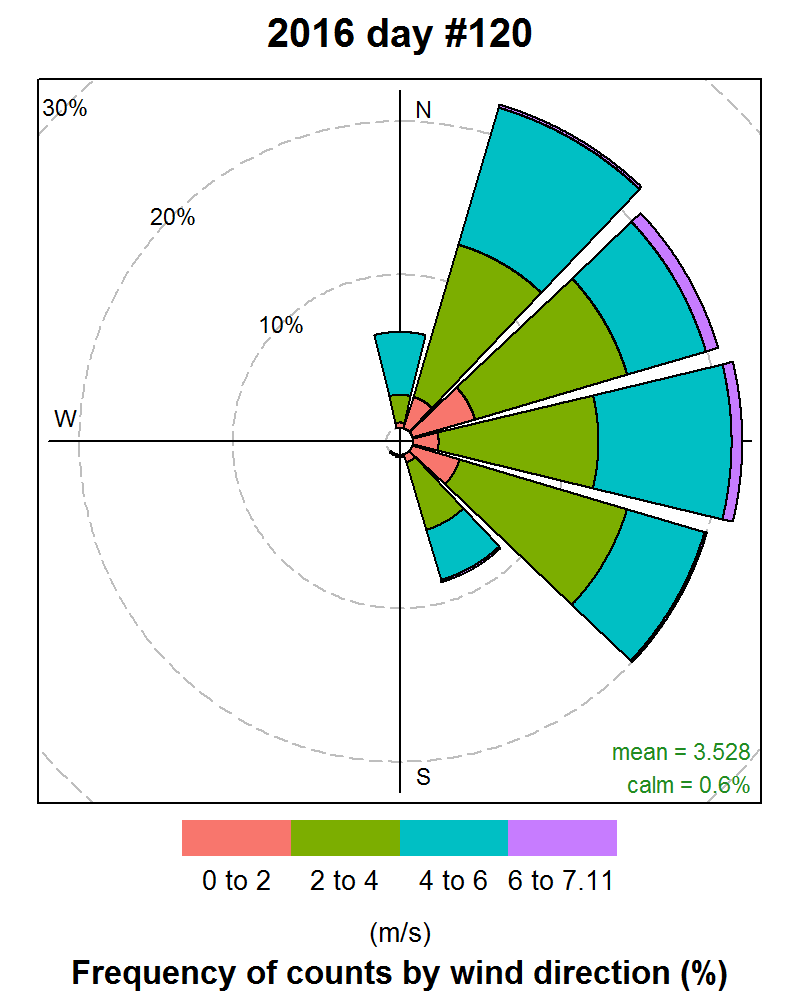 2016 day #120
30%
N
20%
10%
W
S
mean = 3.528
calm = 0.6%
0 to 2 2 to 4 4 to 6 6 to 7.11
(m/s)
Frequency of counts by wind direction (%)